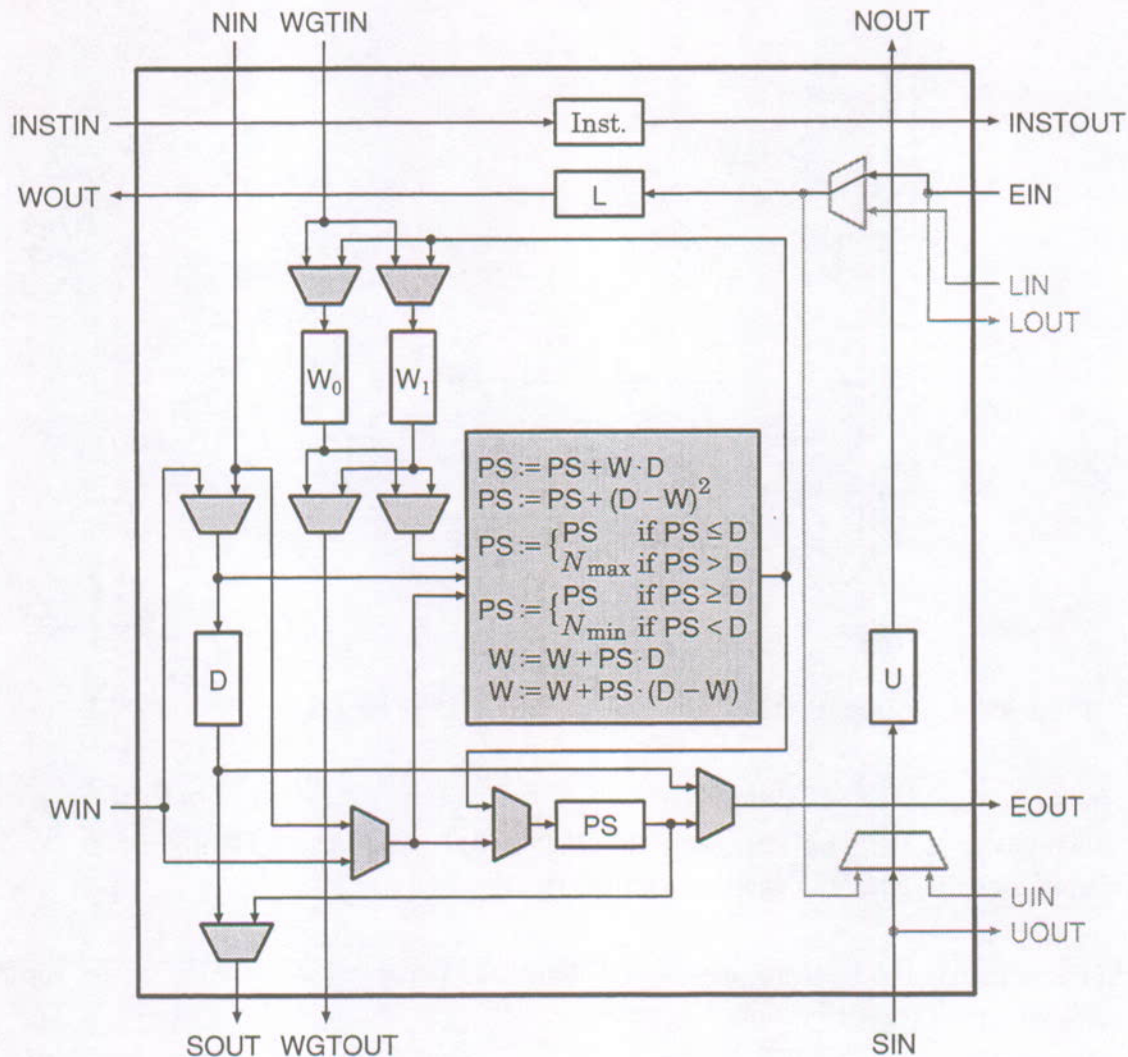 NIN WGTIN NOUT
INSTIN Inst. INSTOUT
WOUT L EIN
LIN
LOUT
W₀ W₁
PS := PS + W · D
PS := PS + (D − W)²
PS := { PS if PS ≤ D
N_max if PS > D
PS := { PS if PS ≥ D
N_min if PS < D
W := W + PS · D
W := W + PS · (D − W)
D U
WIN PS EOUT
UIN
UOUT
SOUT WGTOUT SIN